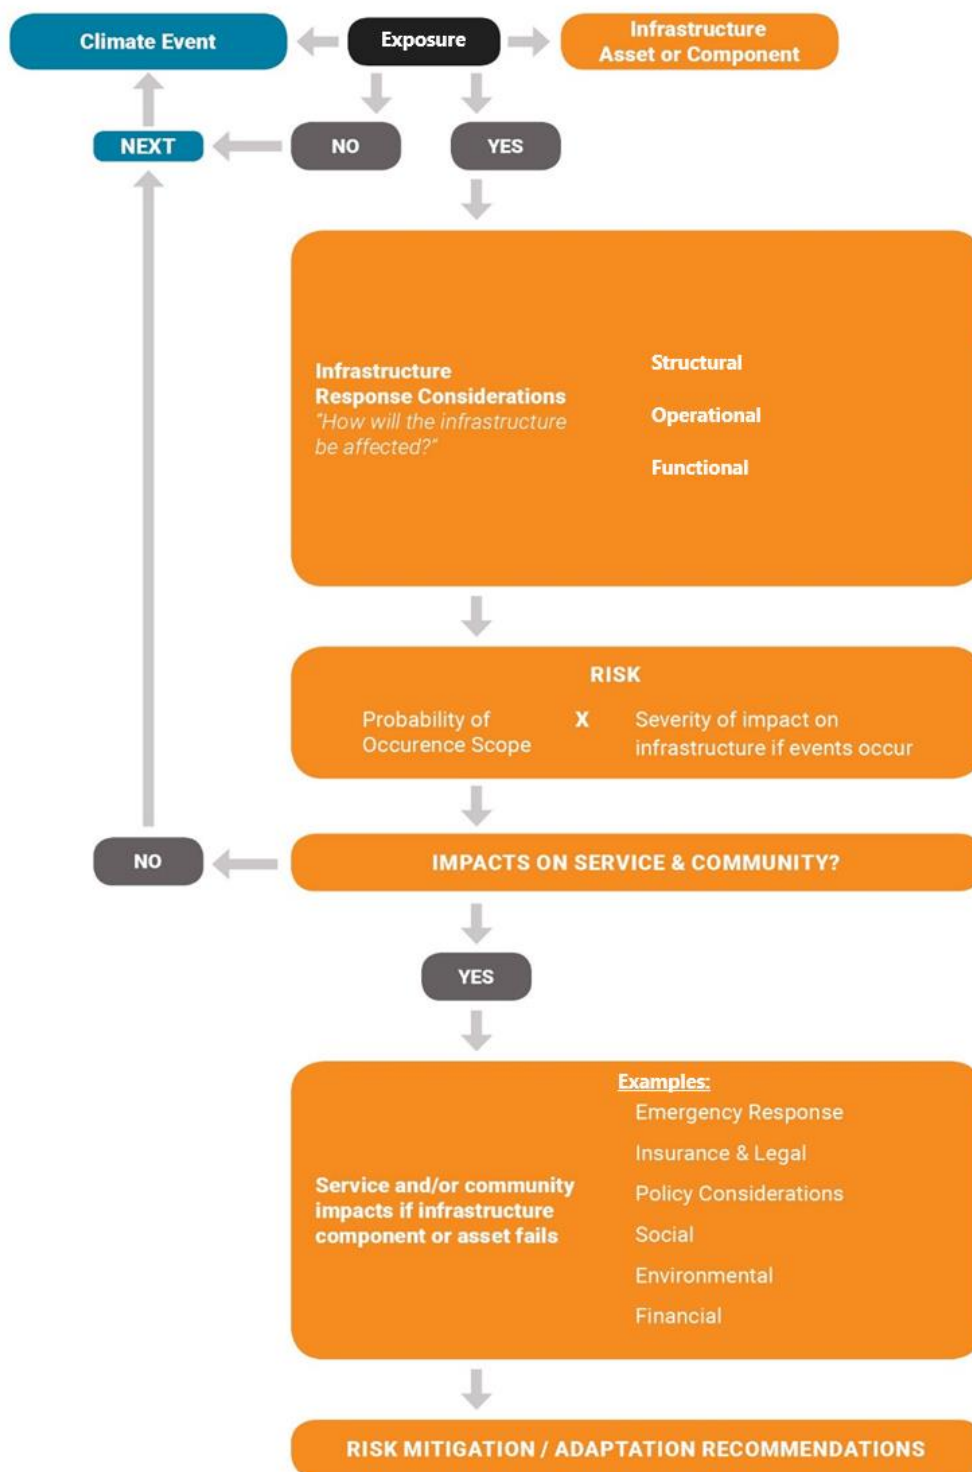 Climate Event
Exposure
Infrastructure
Asset or Component
NEXT
NO
YES
Infrastructure
Response Considerations
"How will the infrastructure
be affected?"
Structural
Operational
Functional
RISK
Probability of
Occurence Scope
X
Severity of impact on
infrastructure if events occur
NO
IMPACTS ON SERVICE & COMMUNITY?
YES
Service and/or community
impacts if infrastructure
component or asset fails
Examples:
Emergency Response
Insurance & Legal
Policy Considerations
Social
Environmental
Financial
RISK MITIGATION / ADAPTATION RECOMMENDATIONS